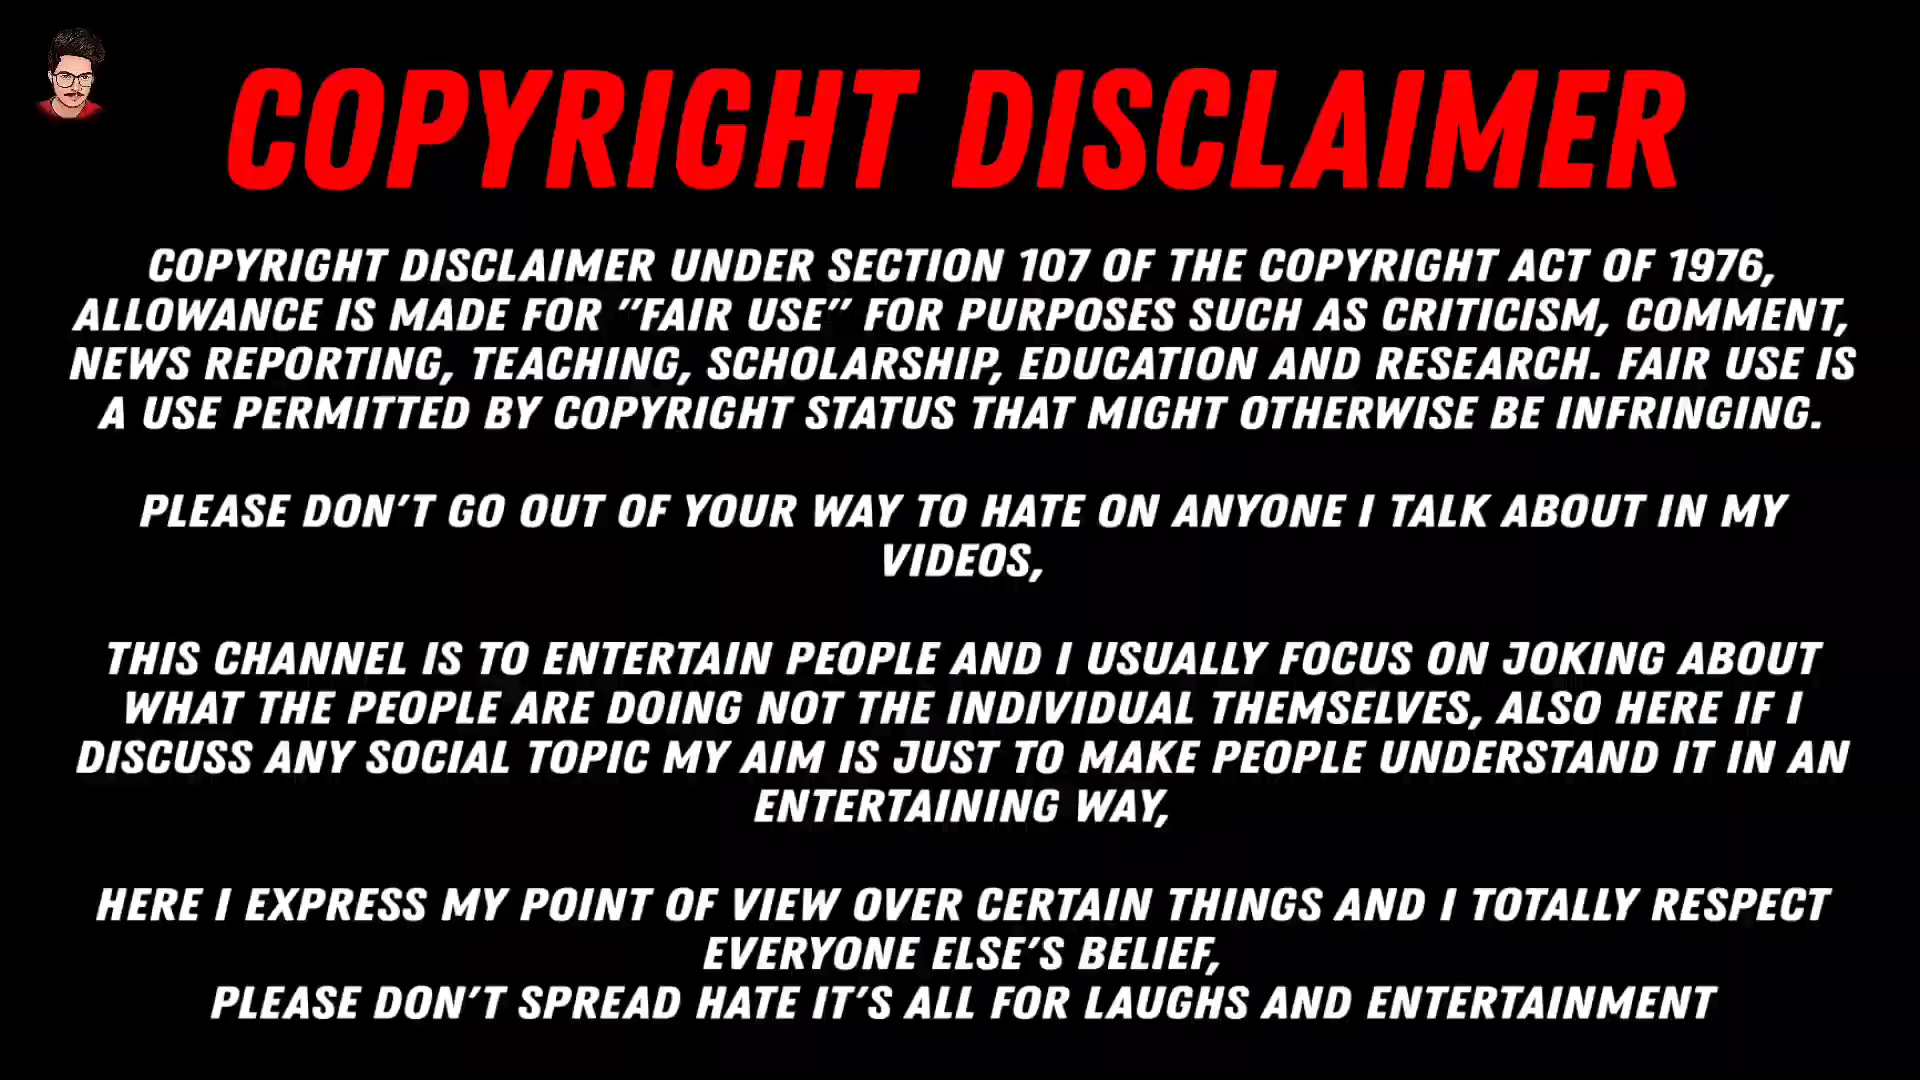 COPYRIGHT DISCLAIMER
COPYRIGHT DISCLAIMER UNDER SECTION 107 OF THE COPYRIGHT ACT OF 1976,
ALLOWANCE IS MADE FOR "FAIR USE" FOR PURPOSES SUCH AS CRITICISM, COMMENT,
NEWS REPORTING, TEACHING, SCHOLARSHIP, EDUCATION AND RESEARCH. FAIR USE IS
A USE PERMITTED BY COPYRIGHT STATUS THAT MIGHT OTHERWISE BE INFRINGING.
PLEASE DON'T GO OUT OF YOUR WAY TO HATE ON ANYONE I TALK ABOUT IN MY
VIDEOS,
THIS CHANNEL IS TO ENTERTAIN PEOPLE AND I USUALLY FOCUS ON JOKING ABOUT
WHAT THE PEOPLE ARE DOING NOT THE INDIVIDUAL THEMSELVES, ALSO HERE IF I
DISCUSS ANY SOCIAL TOPIC MY AIM IS JUST TO MAKE PEOPLE UNDERSTAND IT IN AN
ENTERTAINING WAY,
HERE I EXPRESS MY POINT OF VIEW OVER CERTAIN THINGS AND I TOTALLY RESPECT
EVERYONE ELSE'S BELIEF,
PLEASE DON'T SPREAD HATE IT'S ALL FOR LAUGHS AND ENTERTAINMENT